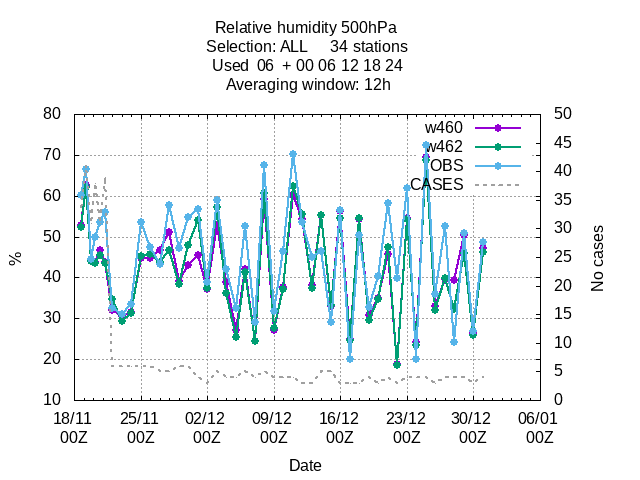 Relative humidity 500hPa
Selection: ALL 34 stations
Used 06 + 00 06 12 18 24
Averaging window: 12h
80 50
w460
45
w462
70
OBS
40
CASES
60 35
30
50
%
25
No cases
40
20
30 15
10
20
5
10 0
18/11 25/11 02/12 09/12 16/12 23/12 30/12 06/01
00Z 00Z 00Z 00Z 00Z 00Z 00Z 00Z
Date